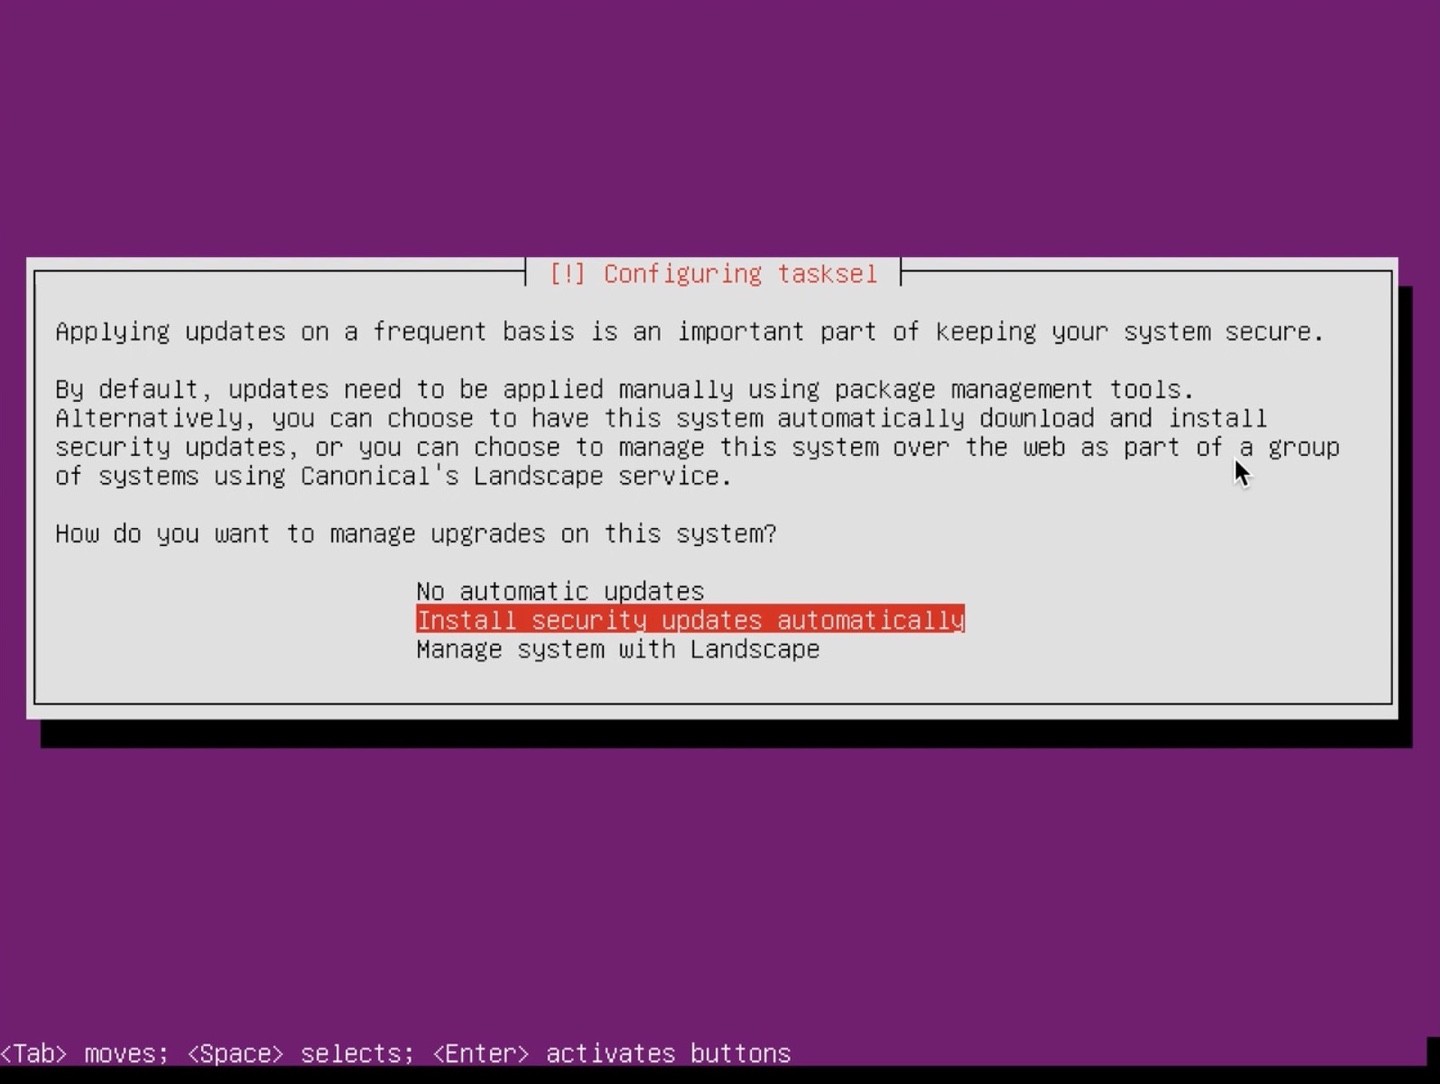 [!] Configuring tasksel
Applying updates on a frequent basis is an important part of keeping your system secure.
By default, updates need to be applied manually using package management tools.
Alternatively, you can choose to have this system automatically download and install
security updates, or you can choose to manage this system over the web as part of a group
of systems using Canonical's Landscape service.
How do you want to manage upgrades on this system?
No automatic updates
Install security updates automatically
Manage system with Landscape
<Tab> moves; <Space> selects; <Enter> activates buttons